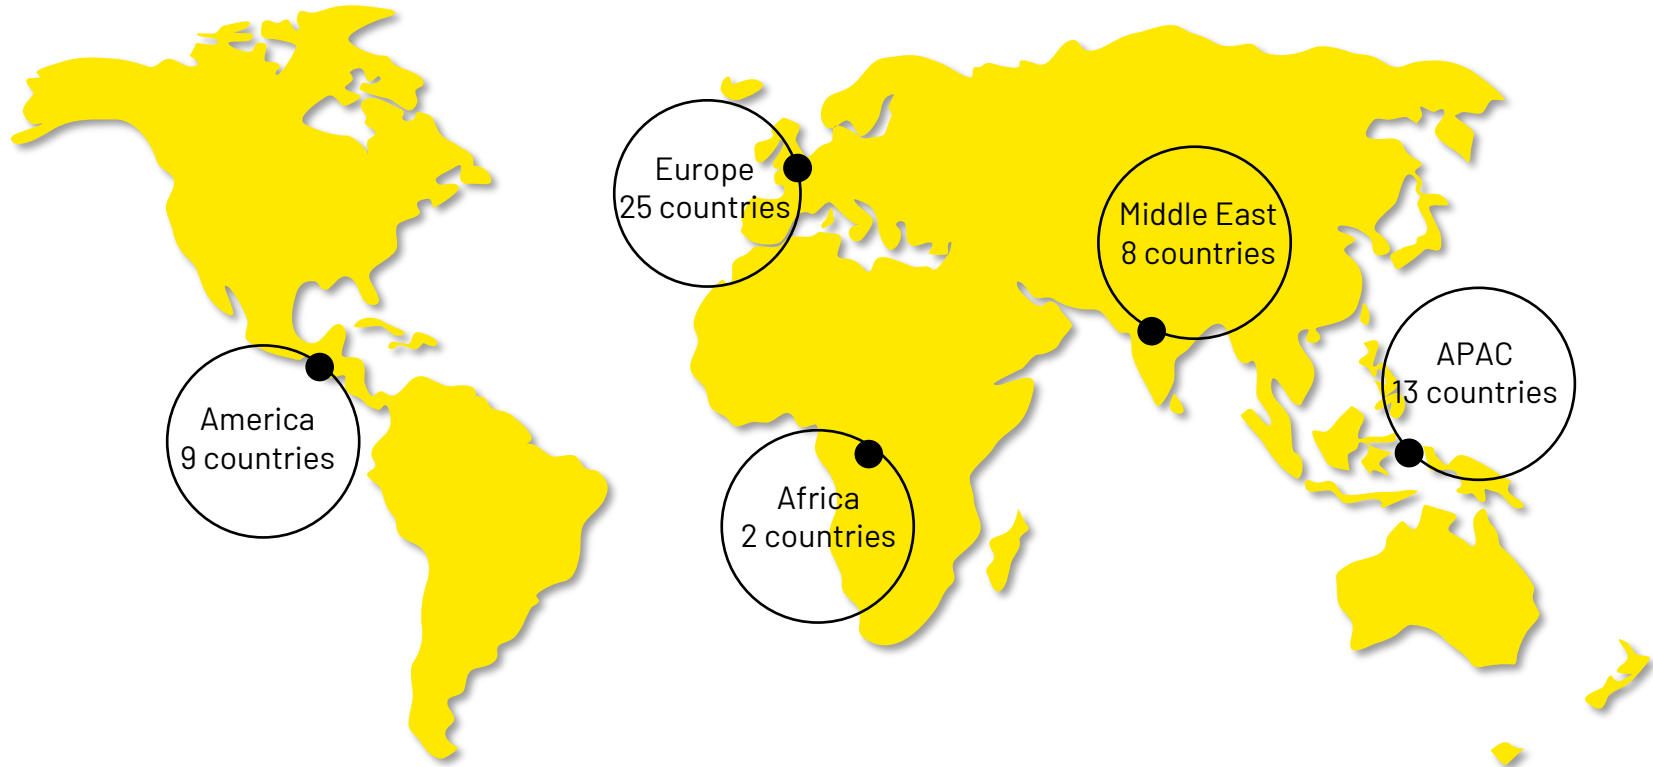 Europe
25 countries
Middle East
8 countries
APAC
13 countries
America
9 countries
Africa
2 countries